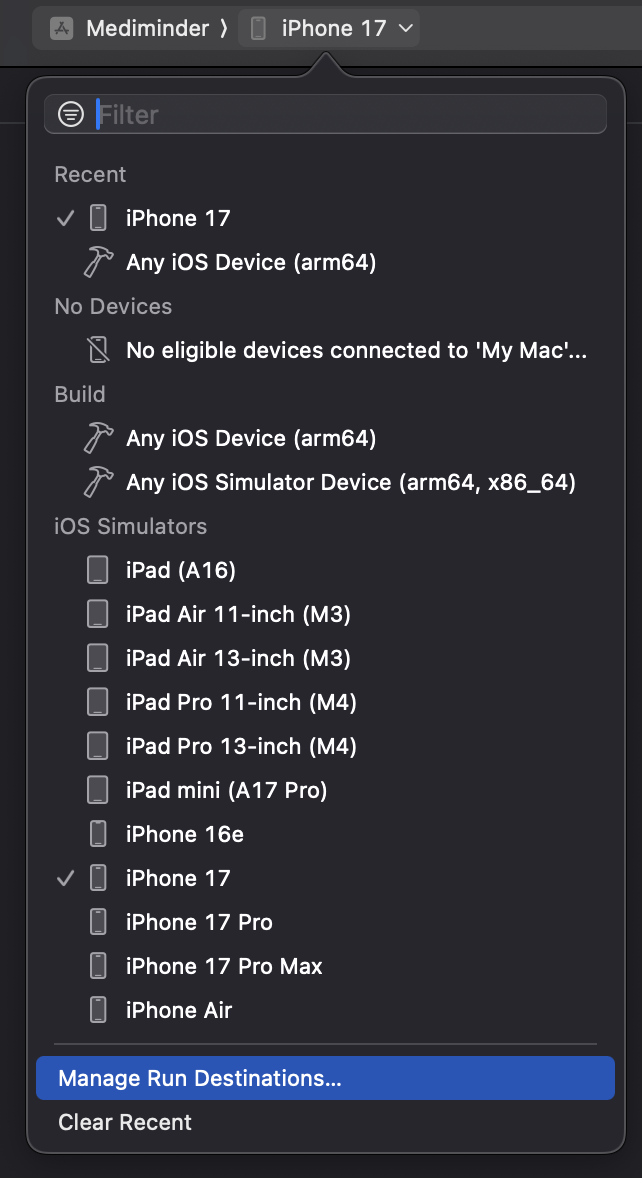 Mediminder 〉 iPhone 17
Filter
Recent
iPhone 17
Any iOS Device (arm64)
No Devices
No eligible devices connected to 'My Mac'...
Build
Any iOS Device (arm64)
Any iOS Simulator Device (arm64, x86_64)
iOS Simulators
iPad (A16)
iPad Air 11-inch (M3)
iPad Air 13-inch (M3)
iPad Pro 11-inch (M4)
iPad Pro 13-inch (M4)
iPad mini (A17 Pro)
iPhone 16e
iPhone 17
iPhone 17 Pro
iPhone 17 Pro Max
iPhone Air
Manage Run Destinations...
Clear Recent